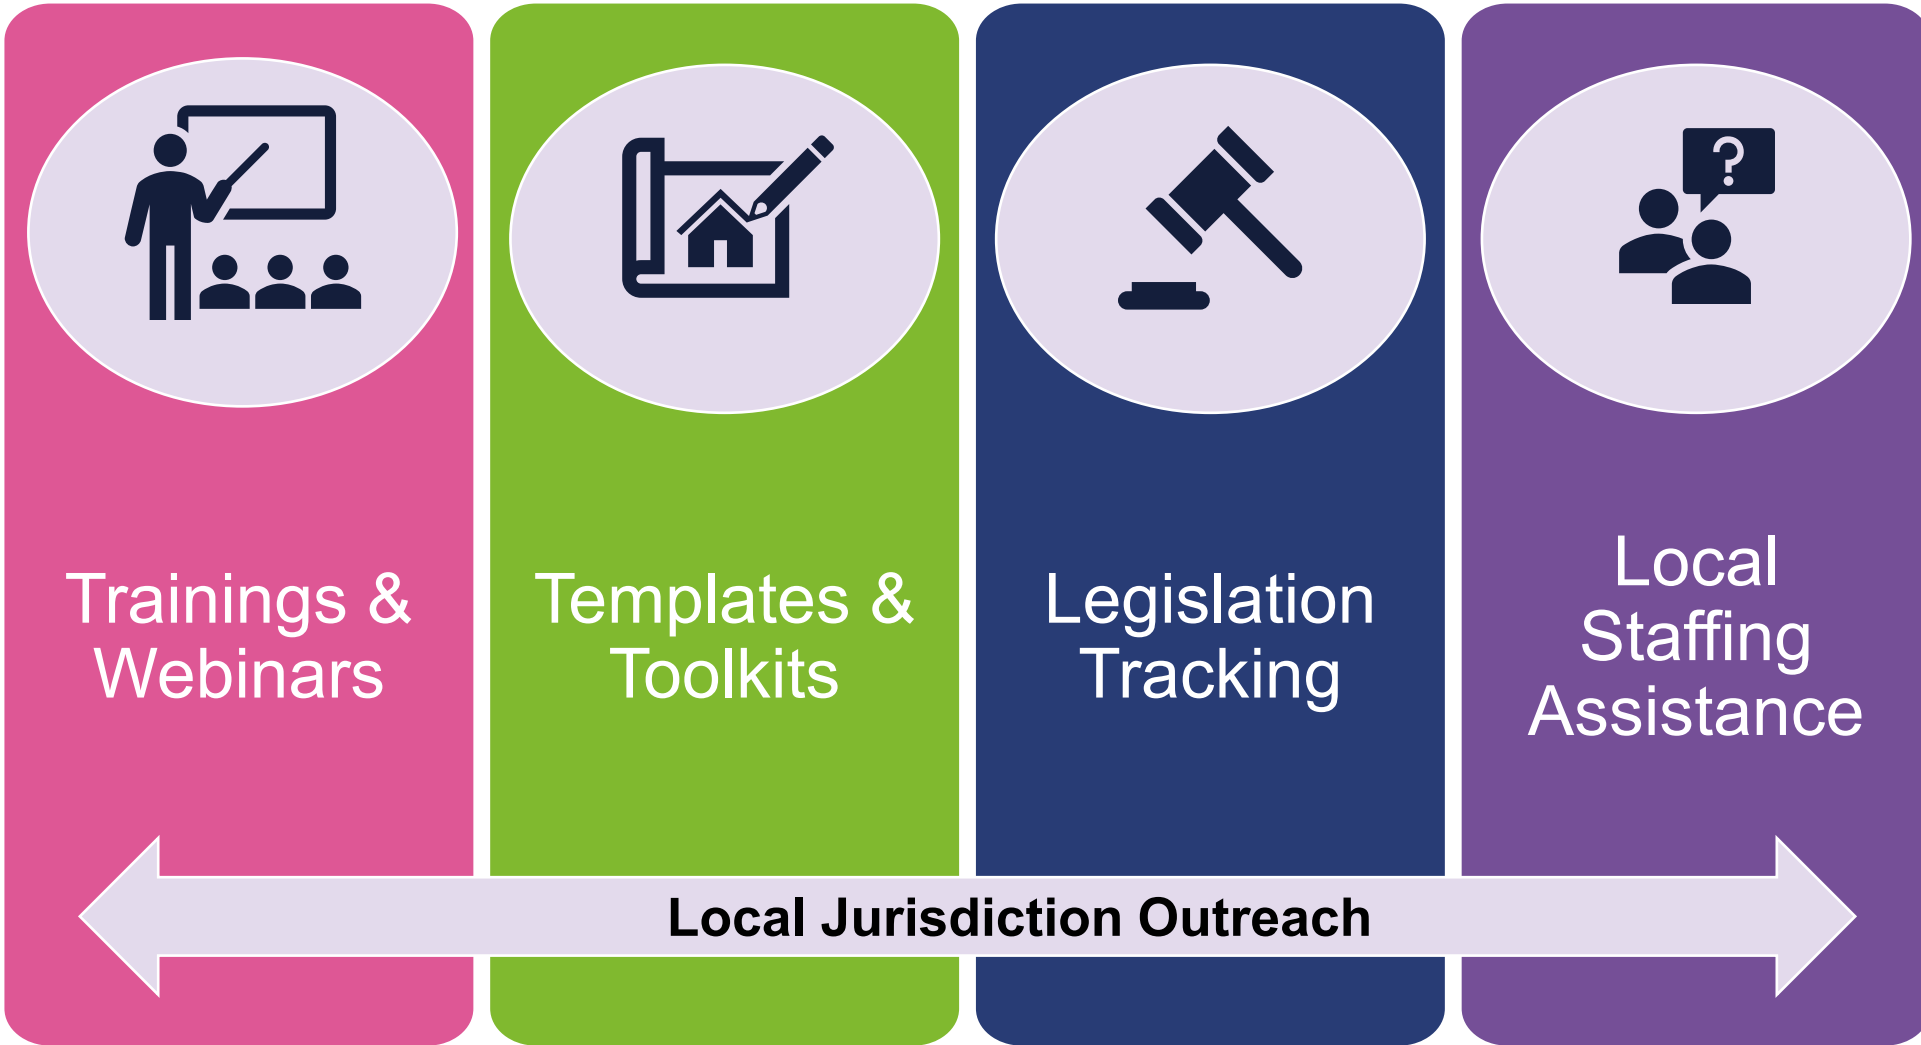 ?
Trainings &
Webinars
Templates &
Toolkits
Legislation
Tracking
Local
Staffing
Assistance
Local Jurisdiction Outreach